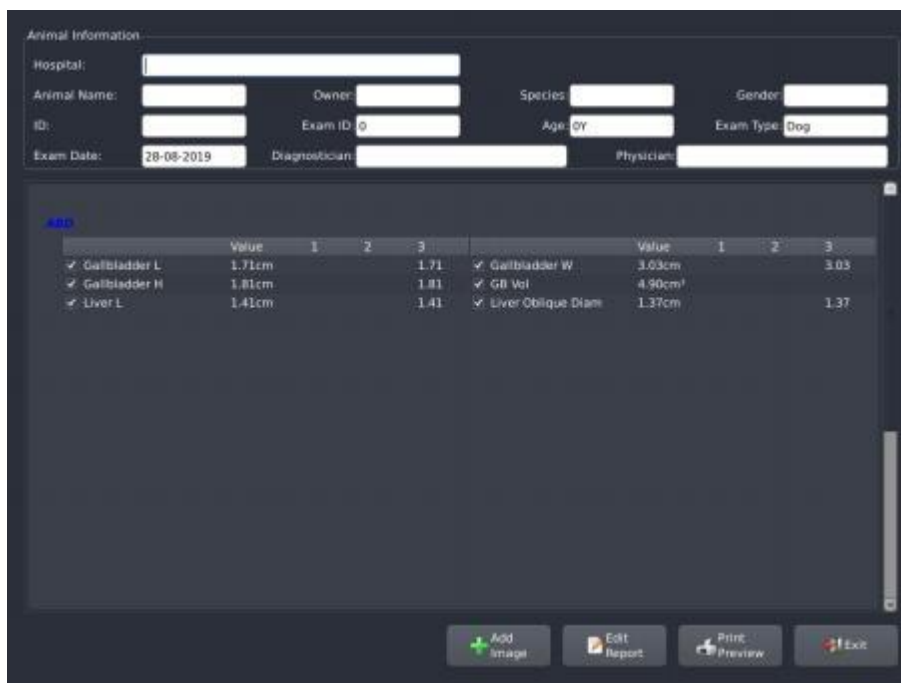 Animal Information
Hospital:
Animal Name: Owner: Species: Gender:
ID: Exam ID: 0 Age: 0Y Exam Type: Dog
Exam Date: 28-08-2019 Diagnostician: Physician:
ABD
Value 1 2 3 Value 1 2 3
Gallbladder L 1.71cm 1.71 Gallbladder W 3.03cm 3.03
Gallbladder H 1.81cm 1.81 GB Vol 4.90cm³
Liver L 1.41cm 1.41 Liver Oblique Diam 1.37cm 1.37
Add Image Edit Report Print Preview Exit